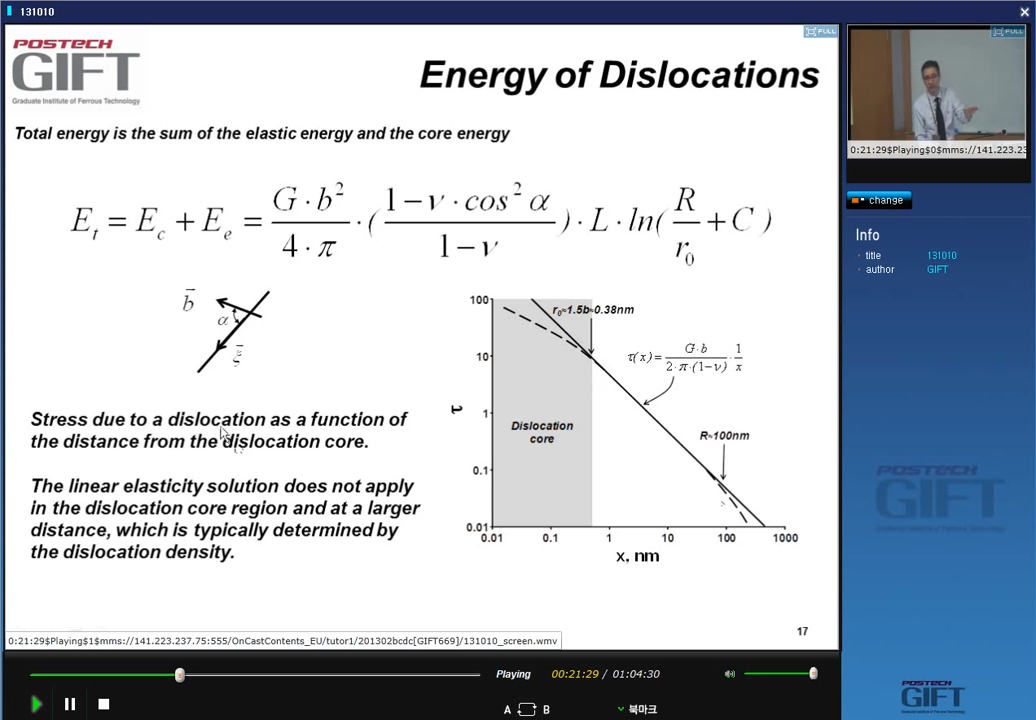 131010
POSTECH
GIFT
Graduate Institute of Ferrous Technology
Energy of Dislocations
FULL
FULL
Total energy is the sum of the elastic energy and the core energy
E_t = E_c + E_e = G · b² / 4 · π · ( 1 − ν · cos² α / 1 − ν ) · L · ln( R / r_0 + C )
b
α
ξ
Stress due to a dislocation as a function of
the distance from the dislocation core.
The linear elasticity solution does not apply
in the dislocation core region and at a larger
distance, which is typically determined by
the dislocation density.
100
10
1
0.1
0.01
τ
r₀≈1.5b≈0.38nm
τ(x) = G · b / 2 · π · (1−ν) · 1 / x
Dislocation
core
R≈100nm
0.01
0.1
1
10
100
1000
x, nm
17
0:21:29$Playing$1$mms://141.223.237.75:555/OnCastContents_EU/tutor1/201302bcdc[GIFT669]/131010_screen.wmv
Playing
00:21:29 / 01:04:30
A
B
북마크
0:21:29$Playing$0$mms://141.223.23
change
Info
title 131010
author GIFT
POSTECH
GIFT
POSTECH
GIFT